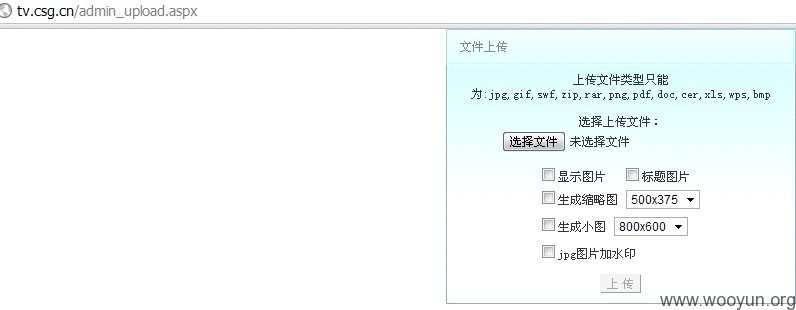 tv.csg.cn/admin_upload.aspx
文件上传
上传文件类型只能
为:jpg,gif,swf,zip,rar,png,pdf,doc,cer,xls,wps,bmp
选择上传文件：
选择文件 未选择文件
显示图片 标题图片
生成缩略图 500x375
生成小图 800x600
jpg图片加水印
上 传
www.wooyun.org